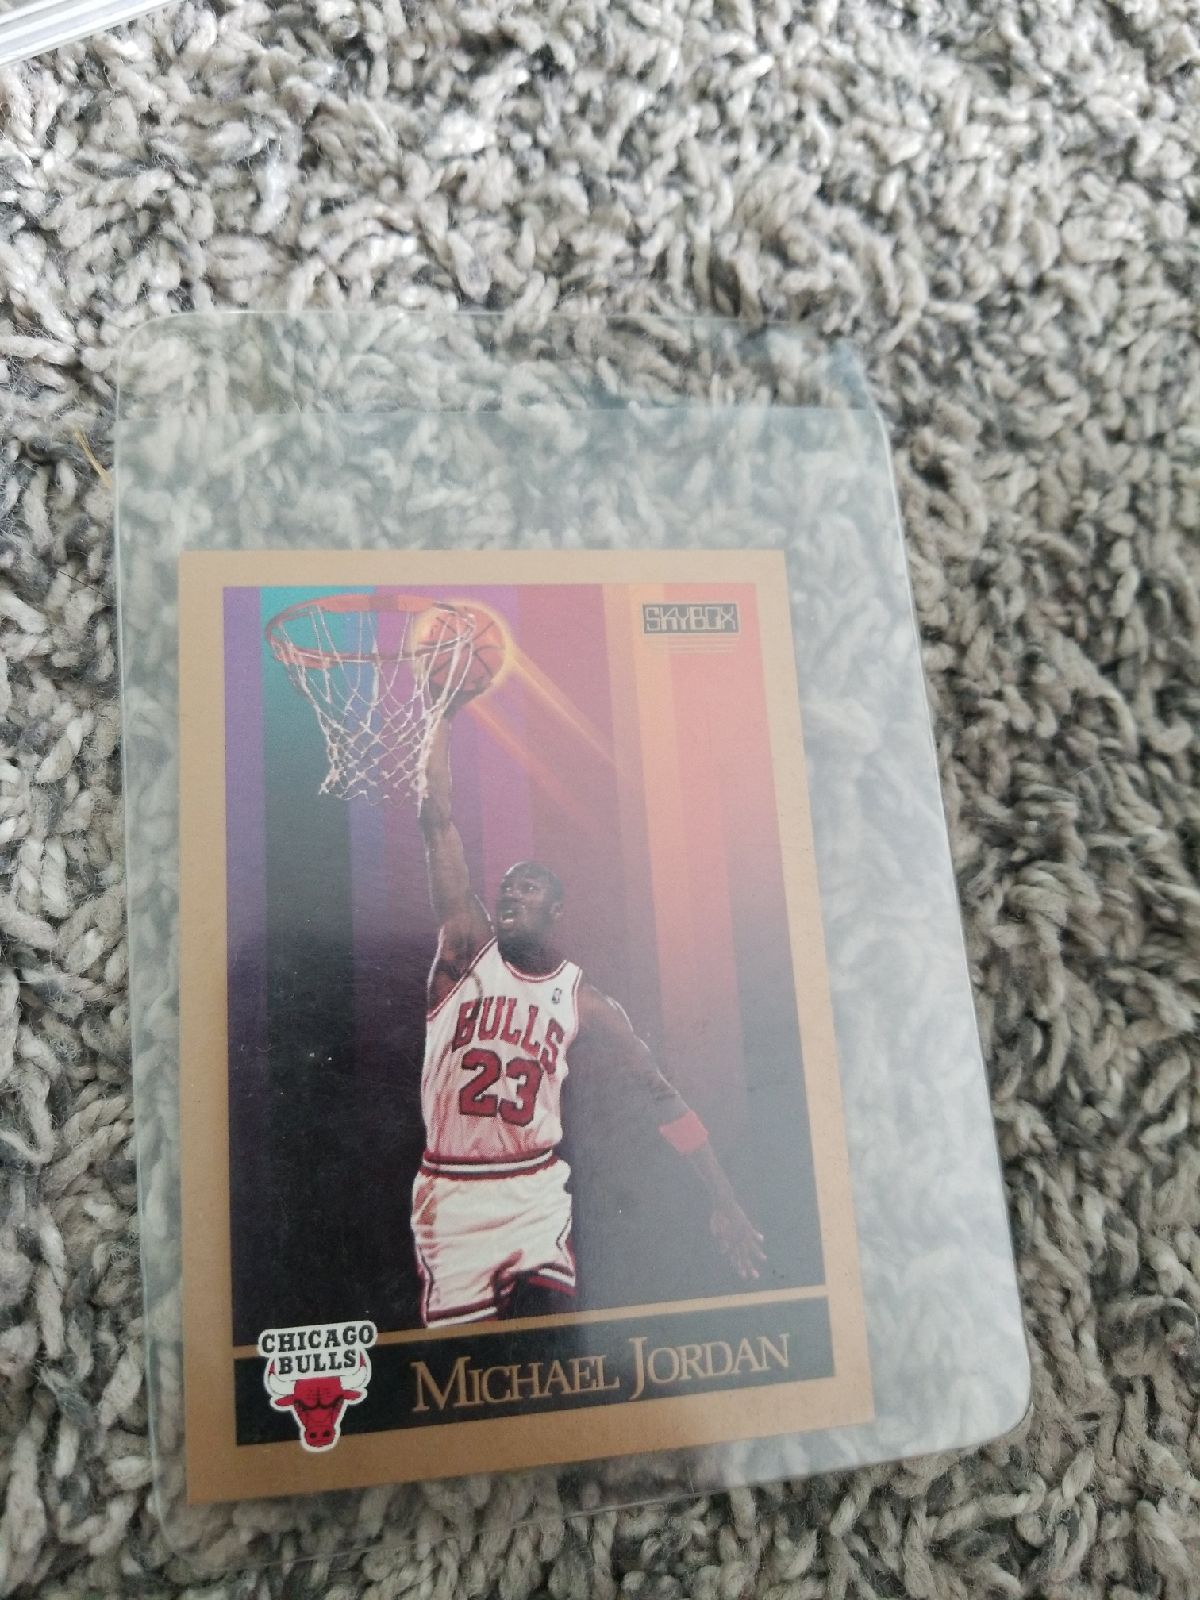 SKYBOX
BULLS
23
CHICAGO
BULLS
MICHAEL JORDAN